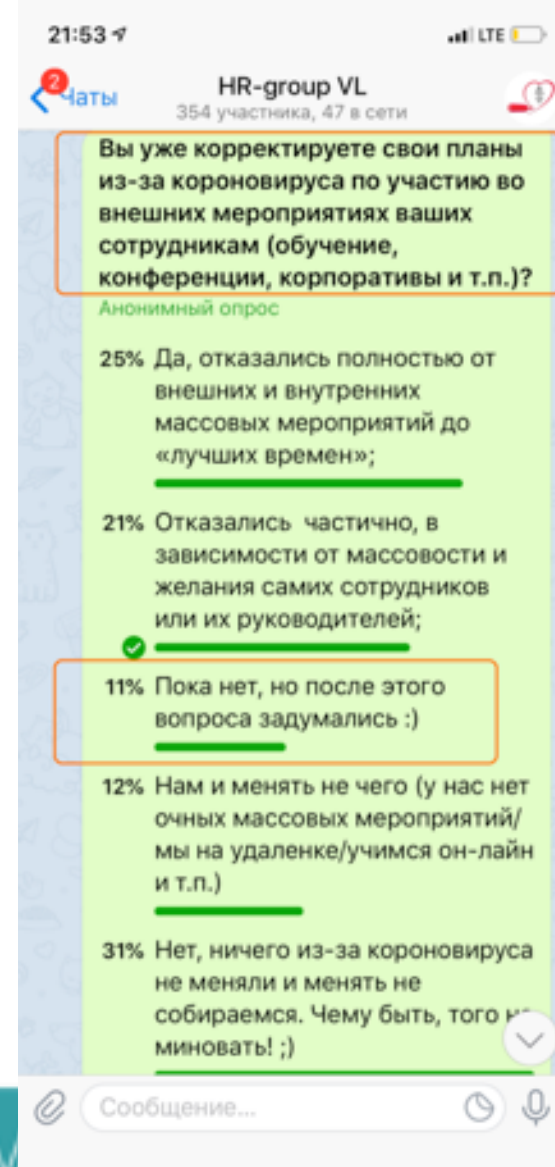 21:53
LTE
2
Чаты
HR-group VL
354 участника, 47 в сети
Вы уже корректируете свои планы
из-за короновируса по участию во
внешних мероприятиях ваших
сотрудникам (обучение,
конференции, корпоративы и т.п.)?
Анонимный опрос
25% Да, отказались полностью от
внешних и внутренних
массовых мероприятий до
«лучших времен»;
21% Отказались частично, в
зависимости от массовости и
желания самих сотрудников
или их руководителей;
11% Пока нет, но после этого
вопроса задумались :)
12% Нам и менять не чего (у нас нет
очных массовых мероприятий/
мы на удаленке/учимся он-лайн
и т.п.)
31% Нет, ничего из-за короновируса
не меняли и менять не
собираемся. Чему быть, того не
миновать! ;)
Сообщение...